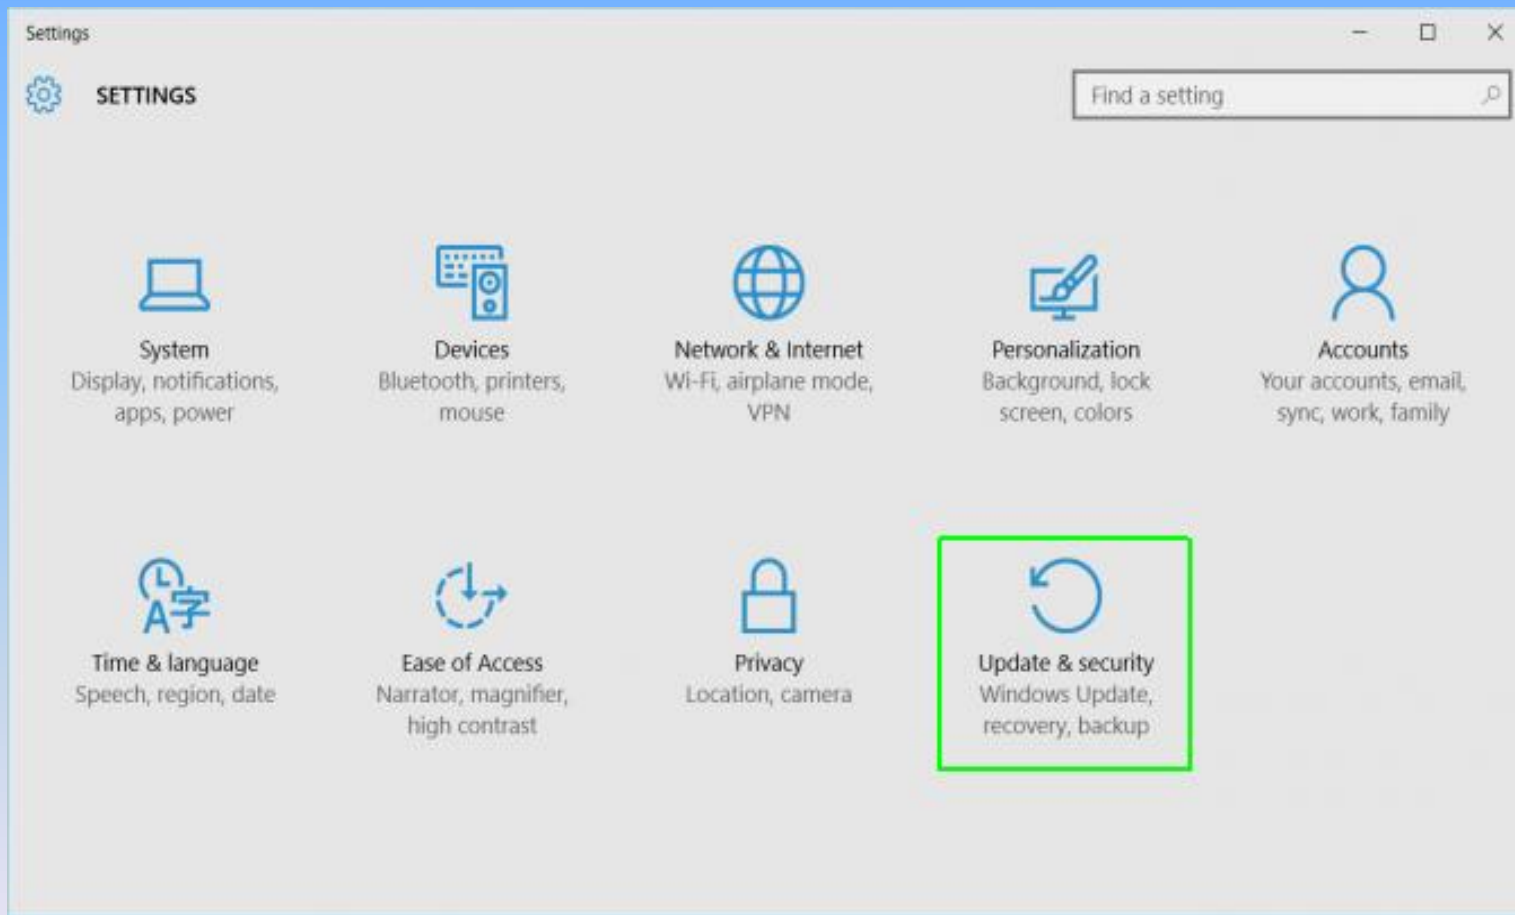 Settings
SETTINGS
Find a setting
System
Display, notifications,
apps, power
Devices
Bluetooth, printers,
mouse
Network & Internet
Wi-Fi, airplane mode,
VPN
Personalization
Background, lock
screen, colors
Accounts
Your accounts, email,
sync, work, family
A字
Time & language
Speech, region, date
Ease of Access
Narrator, magnifier,
high contrast
Privacy
Location, camera
Update & security
Windows Update,
recovery, backup